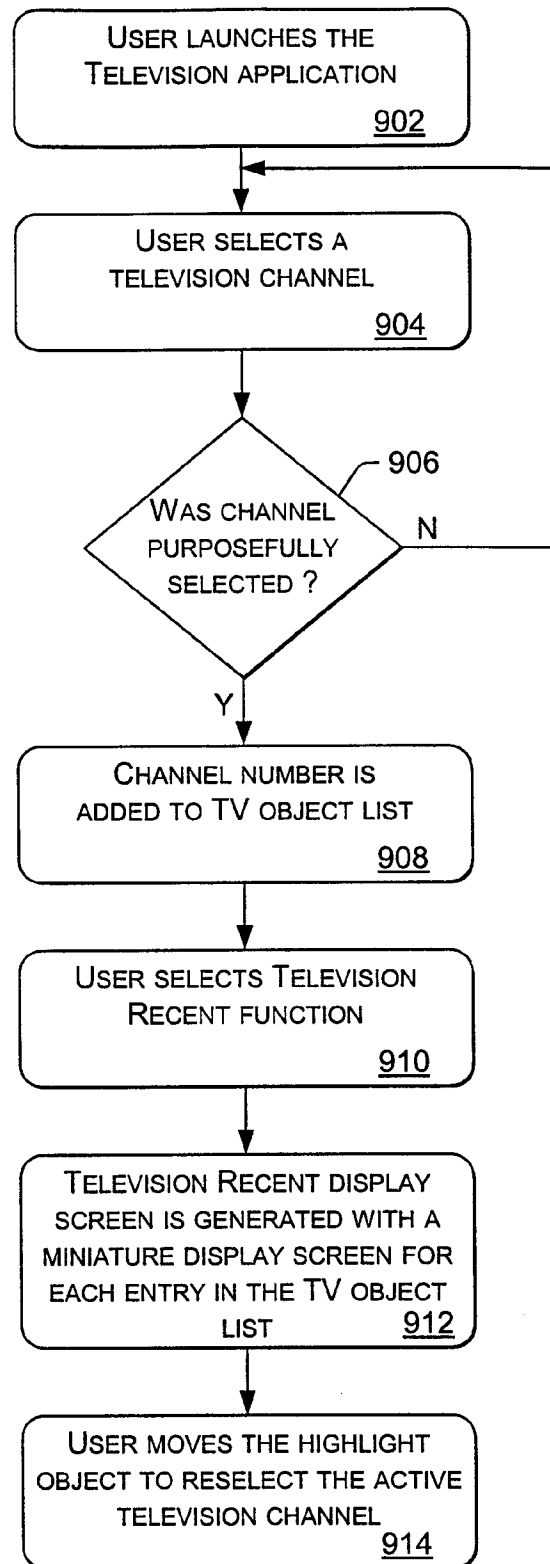 USER LAUNCHES THE
TELEVISION APPLICATION
902
USER SELECTS A
TELEVISION CHANNEL
904
906
WAS CHANNEL
PURPOSEFULLY
SELECTED ?
N
Y
CHANNEL NUMBER IS
ADDED TO TV OBJECT LIST
908
USER SELECTS TELEVISION
RECENT FUNCTION
910
TELEVISION RECENT DISPLAY
SCREEN IS GENERATED WITH A
MINIATURE DISPLAY SCREEN FOR
EACH ENTRY IN THE TV OBJECT
LIST
912
USER MOVES THE HIGHLIGHT
OBJECT TO RESELECT THE ACTIVE
TELEVISION CHANNEL
914